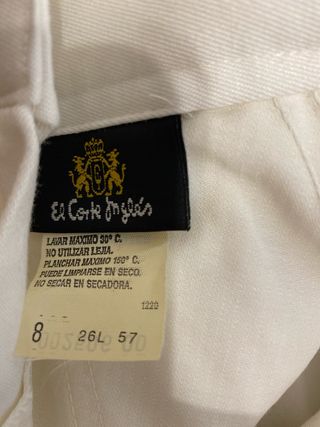 El Corte Inglés
LAVAR MAXIMO 30° C.
NO UTILIZAR LEJIA.
PLANCHAR MAXIMO 150° C.
PUEDE LIMPIARSE EN SECO.
NO SECAR EN SECADORA.
1220
8 26L 57